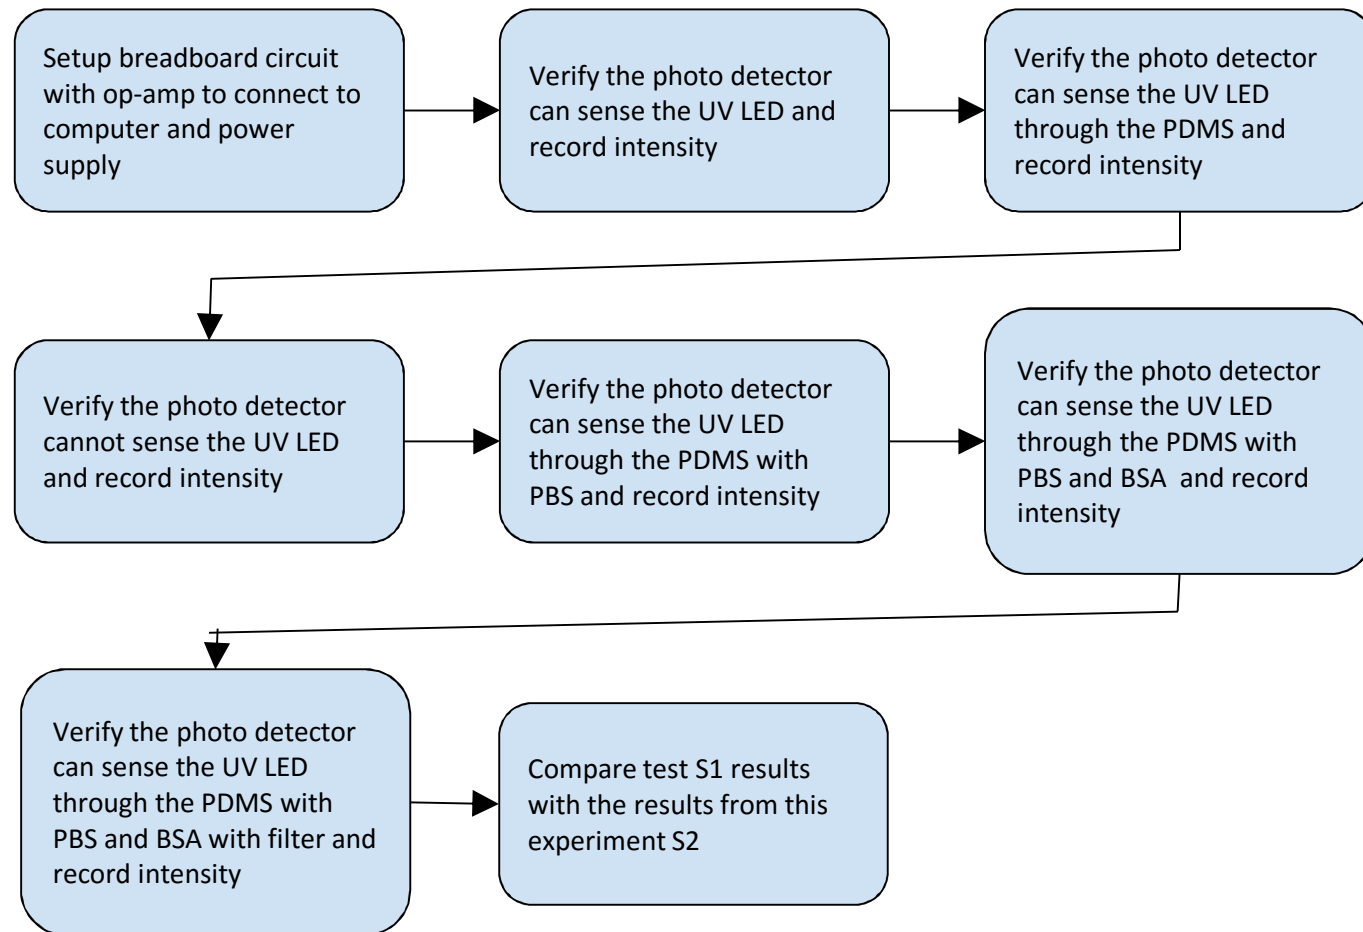 Setup breadboard circuit
with op-amp to connect to
computer and power
supply
Verify the photo detector
can sense the UV LED and
record intensity
Verify the photo detector
can sense the UV LED
through the PDMS and
record intensity
Verify the photo detector
cannot sense the UV LED
and record intensity
Verify the photo detector
can sense the UV LED
through the PDMS with
PBS and record intensity
Verify the photo detector
can sense the UV LED
through the PDMS with
PBS and BSA  and record
intensity
Verify the photo detector
can sense the UV LED
through the PDMS with
PBS and BSA with filter and
record intensity
Compare test S1 results
with the results from this
experiment S2